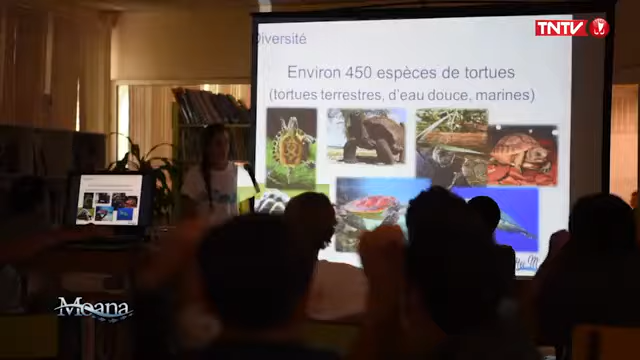 TNTV
Diversité
Environ 450 espèces de tortues
(tortues terrestres, d'eau douce, marines)
Moana